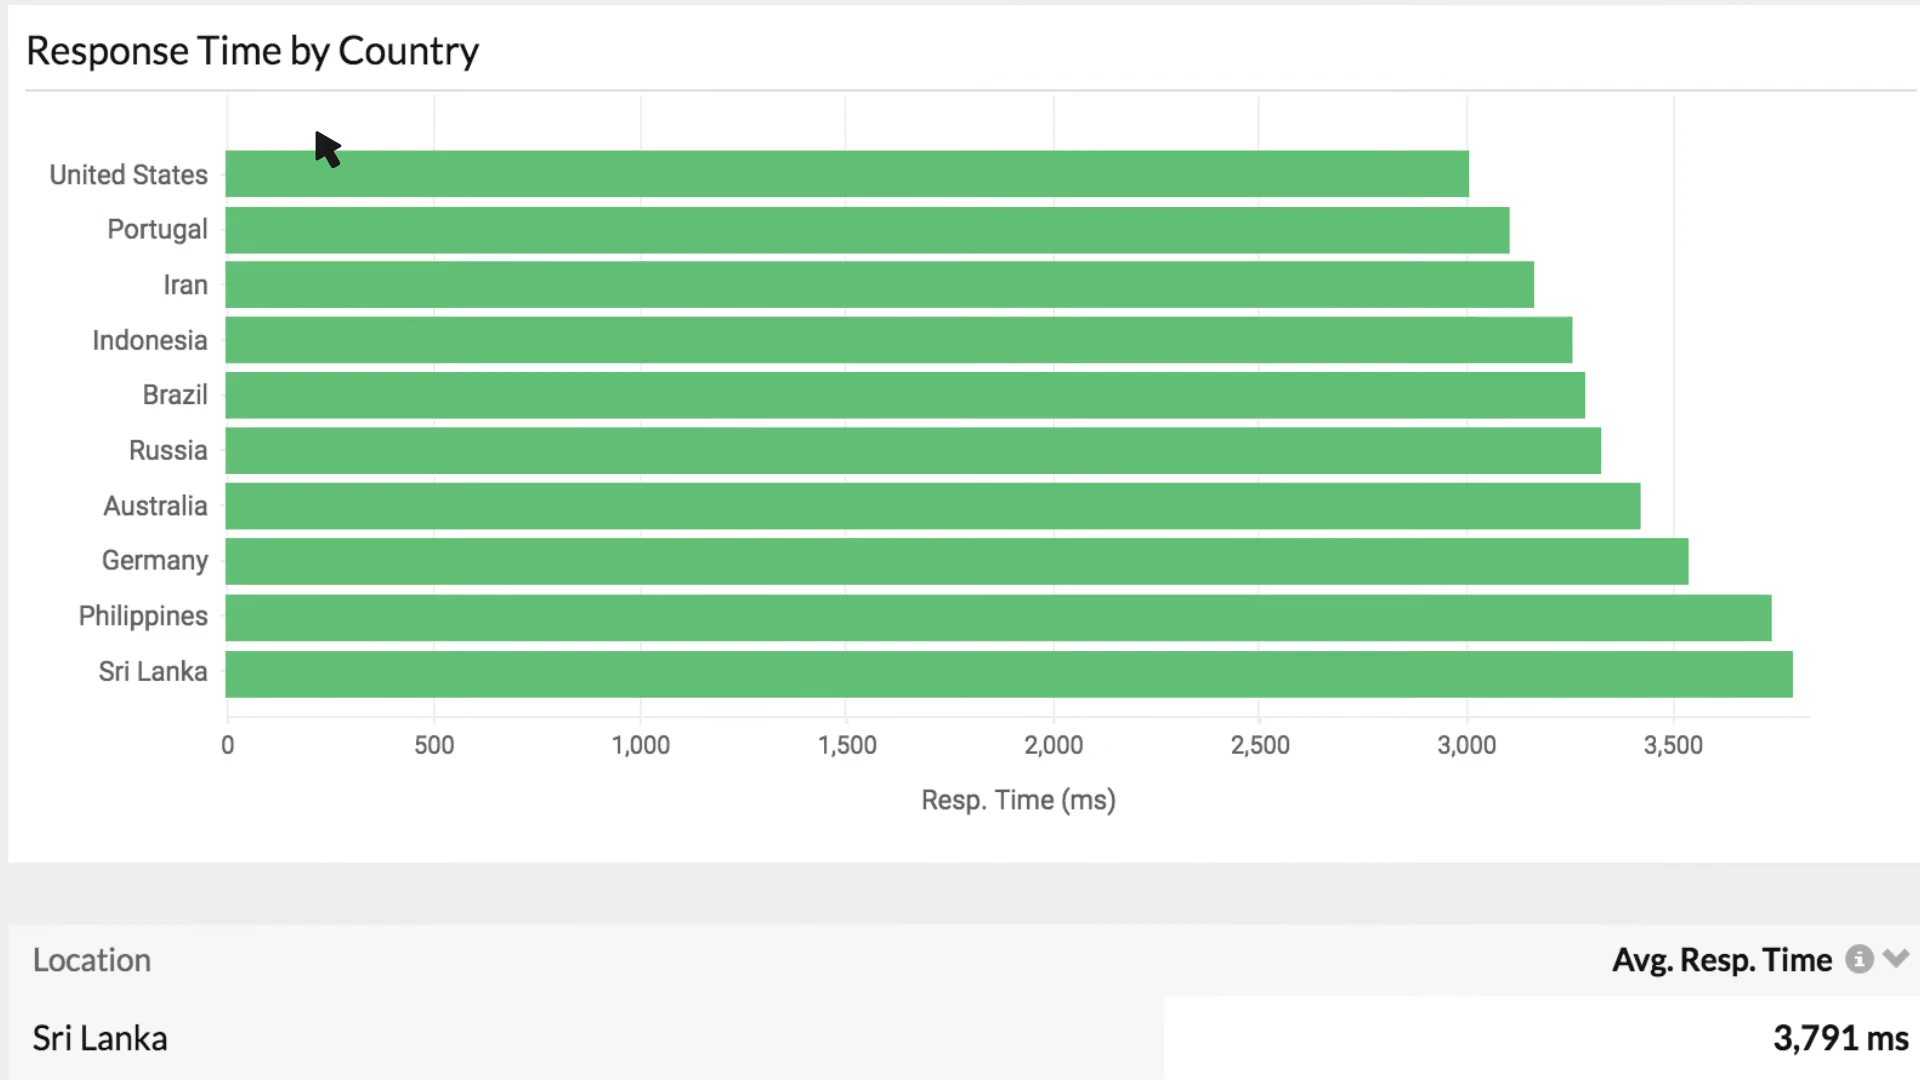 Response Time by Country
United States
Portugal
Iran
Indonesia
Brazil
Russia
Australia
Germany
Philippines
Sri Lanka
0 500 1,000 1,500 2,000 2,500 3,000 3,500
Resp. Time (ms)
Location Avg. Resp. Time
Sri Lanka 3,791 ms